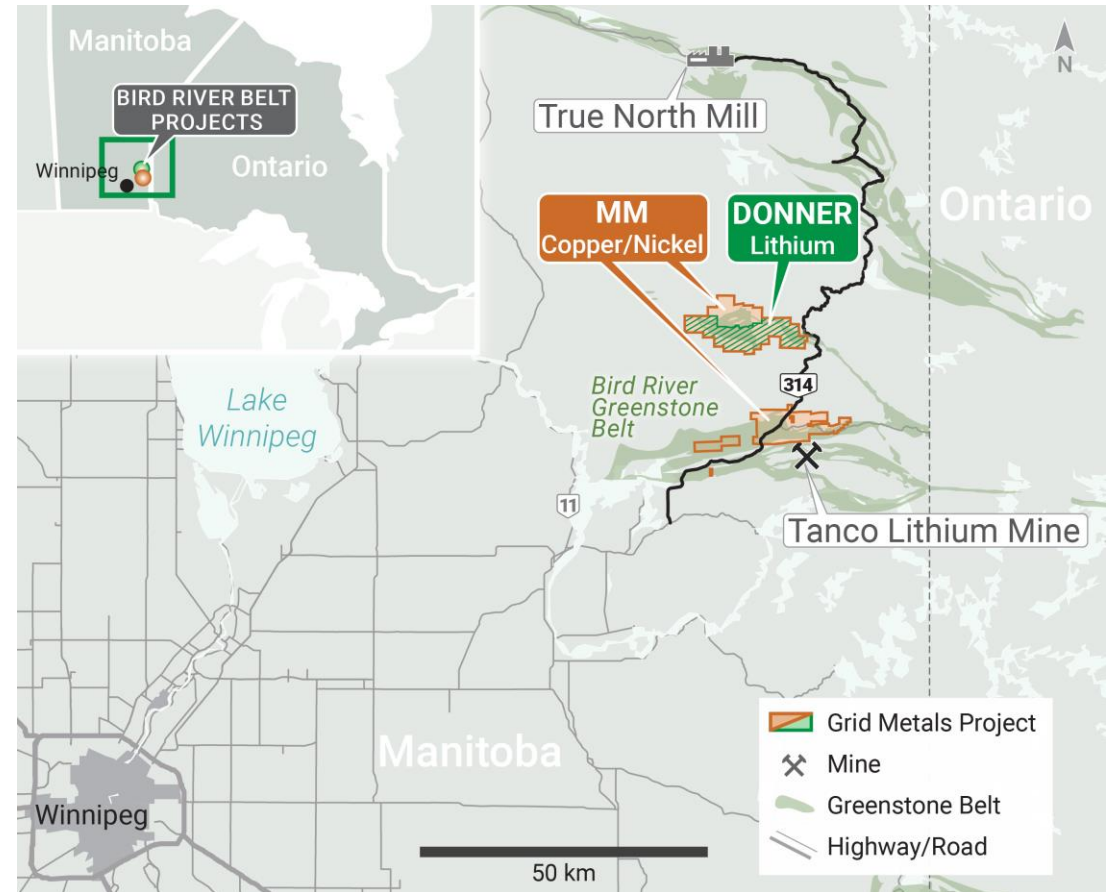 Manitoba
BIRD RIVER BELT
PROJECTS
Winnipeg
Ontario
True North Mill
N
Ontario
MM
Copper/Nickel
DONNER
Lithium
314
Bird River
Greenstone
Belt
Lake
Winnipeg
11
Tanco Lithium Mine
Manitoba
Winnipeg
50 km
Grid Metals Project
Mine
Greenstone Belt
Highway/Road